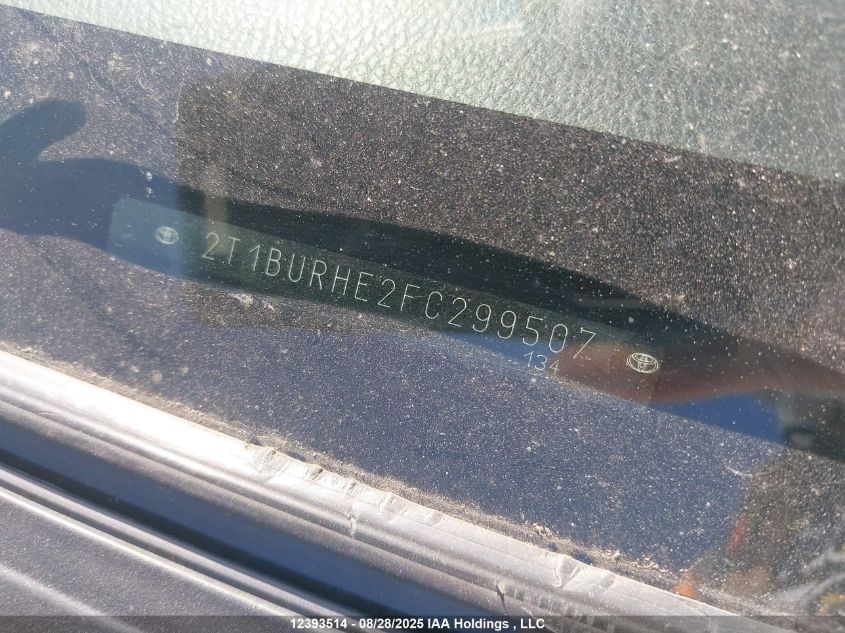 2T1BURHE2FC299507
134
12393514 - 08/28/2025 IAA Holdings , LLC